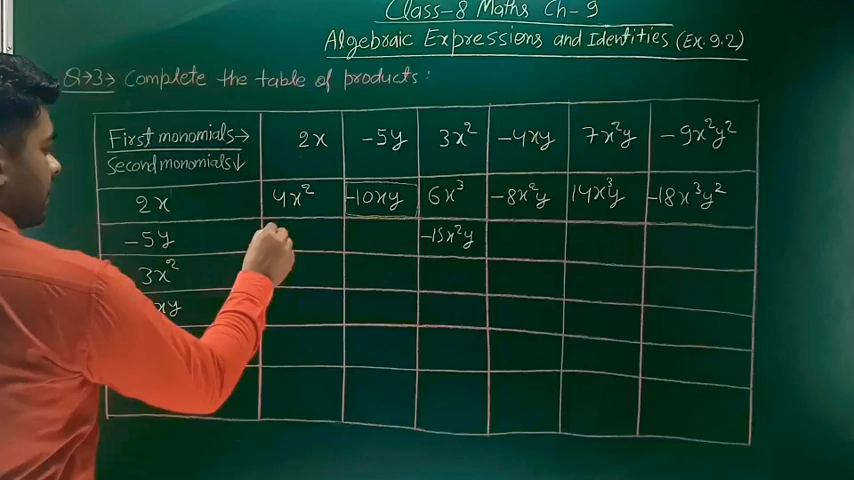 Class-8 Maths Ch-9
Algebraic Expressions and Identities (Ex. 9.2)
Q→3→ Complete the table of products:
First monomials→ 2x -5y 3x² -4xy 7x²y -9x²y²
Second monomials↓
2x 4x² -10xy 6x³ -8x²y 14x³y -18x³y²
-5y -15x²y
3x²
xy